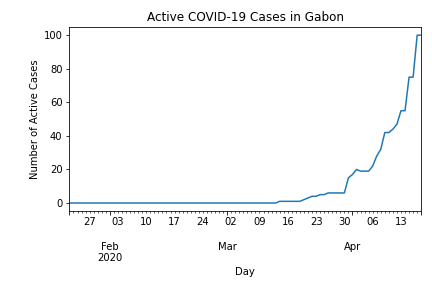 Active COVID-19 Cases in Gabon
100
80
60
40
20
0
Number of Active Cases
27 03 10 17 24 02 09 16 23 30 06 13
Feb Mar Apr
2020
Day